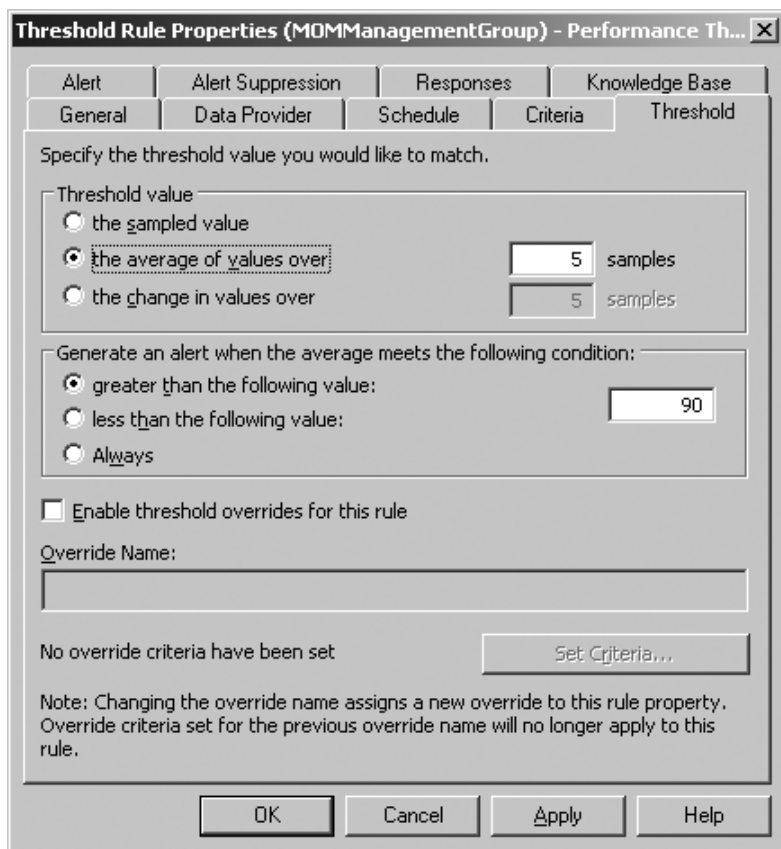 Threshold Rule Properties (MOMManagementGroup) - Performance Th...
Alert
Alert Suppression
Responses
Knowledge Base
General
Data Provider
Schedule
Criteria
Threshold
Specify the threshold value you would like to match.
Threshold value
the sampled value
the average of values over 5 samples
the change in values over 5 samples
Generate an alert when the average meets the following condition:
greater than the following value:
90
less than the following value:
Always
Enable threshold overrides for this rule
Override Name:
No override criteria have been set
Set Criteria...
Note: Changing the override name assigns a new override to this rule property.
Override criteria set for the previous override name will no longer apply to this
rule.
OK
Cancel
Apply
Help